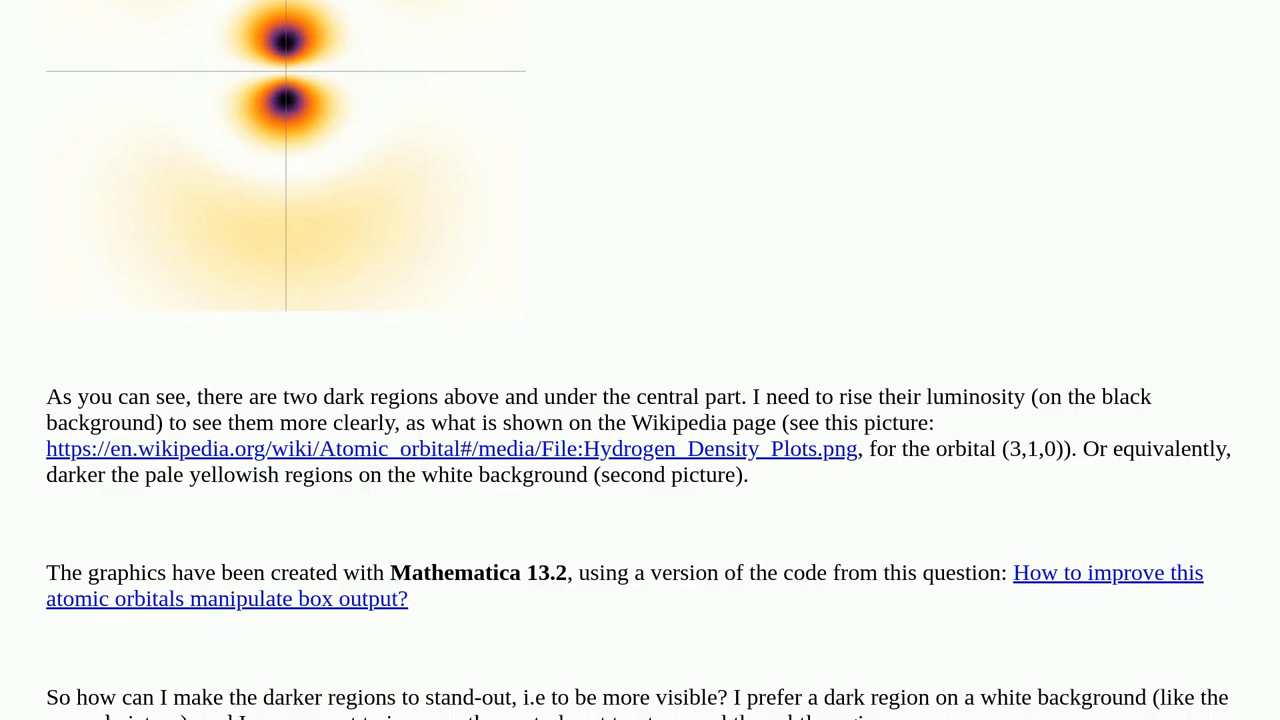 As you can see, there are two dark regions above and under the central part. I need to rise their luminosity (on the black
background) to see them more clearly, as what is shown on the Wikipedia page (see this picture:
https://en.wikipedia.org/wiki/Atomic_orbital#/media/File:Hydrogen_Density_Plots.png, for the orbital (3,1,0)). Or equivalently,
darker the pale yellowish regions on the white background (second picture).
The graphics have been created with Mathematica 13.2, using a version of the code from this question: How to improve this
atomic orbitals manipulate box output?
So how can I make the darker regions to stand-out, i.e to be more visible? I prefer a dark region on a white background (like the